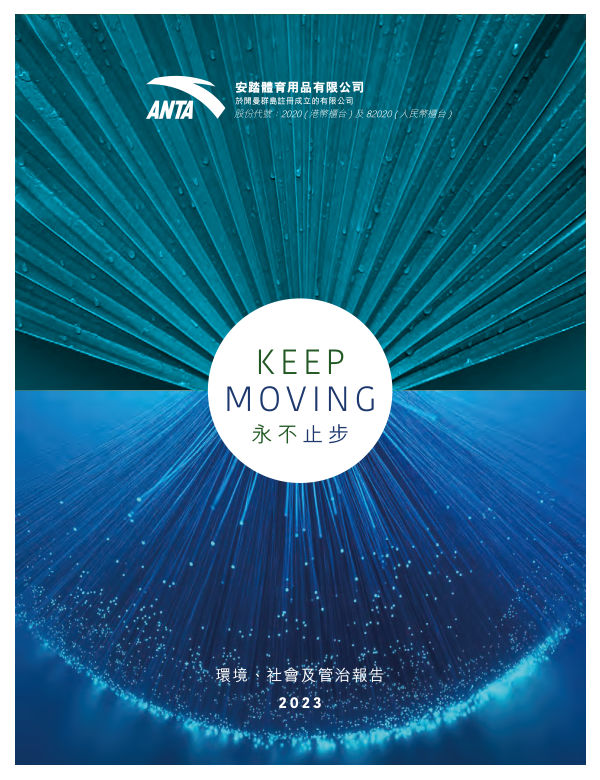 ANTA
安踏體育用品有限公司
於開曼群島註冊成立的有限公司
股份代號：2020 ( 港幣櫃台 ) 及 82020 ( 人民幣櫃台 )
KEEP
MOVING
永不止步
環境、社會及管治報告
2023